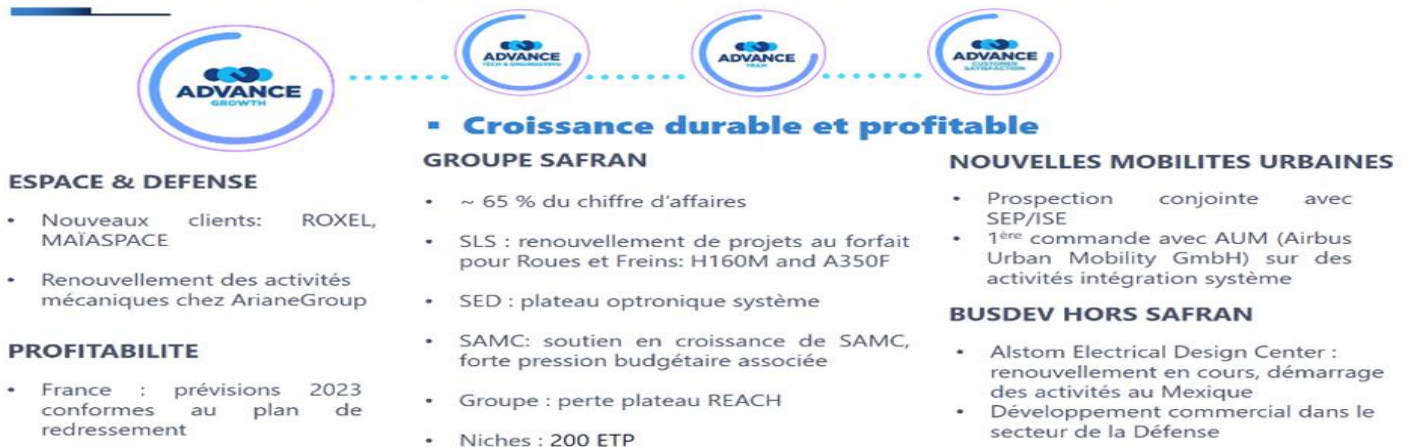 ADVANCE
GROWTH
ADVANCE
TECH & ENGINEERING
ADVANCE
TEAM
ADVANCE
CUSTOMER
SATISFACTION
▪ Croissance durable et profitable
ESPACE & DEFENSE
• Nouveaux clients: ROXEL,
MAÏASPACE
• Renouvellement des activités
mécaniques chez ArianeGroup
PROFITABILITE
• France : prévisions 2023
conformes au plan de
redressement
GROUPE SAFRAN
• ~ 65 % du chiffre d’affaires
• SLS : renouvellement de projets au forfait
pour Roues et Freins: H160M and A350F
• SED : plateau optronique système
• SAMC: soutien en croissance de SAMC,
forte pression budgétaire associée
• Groupe : perte plateau REACH
• Niches : 200 ETP
NOUVELLES MOBILITES URBAINES
• Prospection conjointe avec
SEP/ISE
• 1ère commande avec AUM (Airbus
Urban Mobility GmbH) sur des
activités intégration système
BUSDEV HORS SAFRAN
• Alstom Electrical Design Center :
renouvellement en cours, démarrage
des activités au Mexique
• Développement commercial dans le
secteur de la Défense